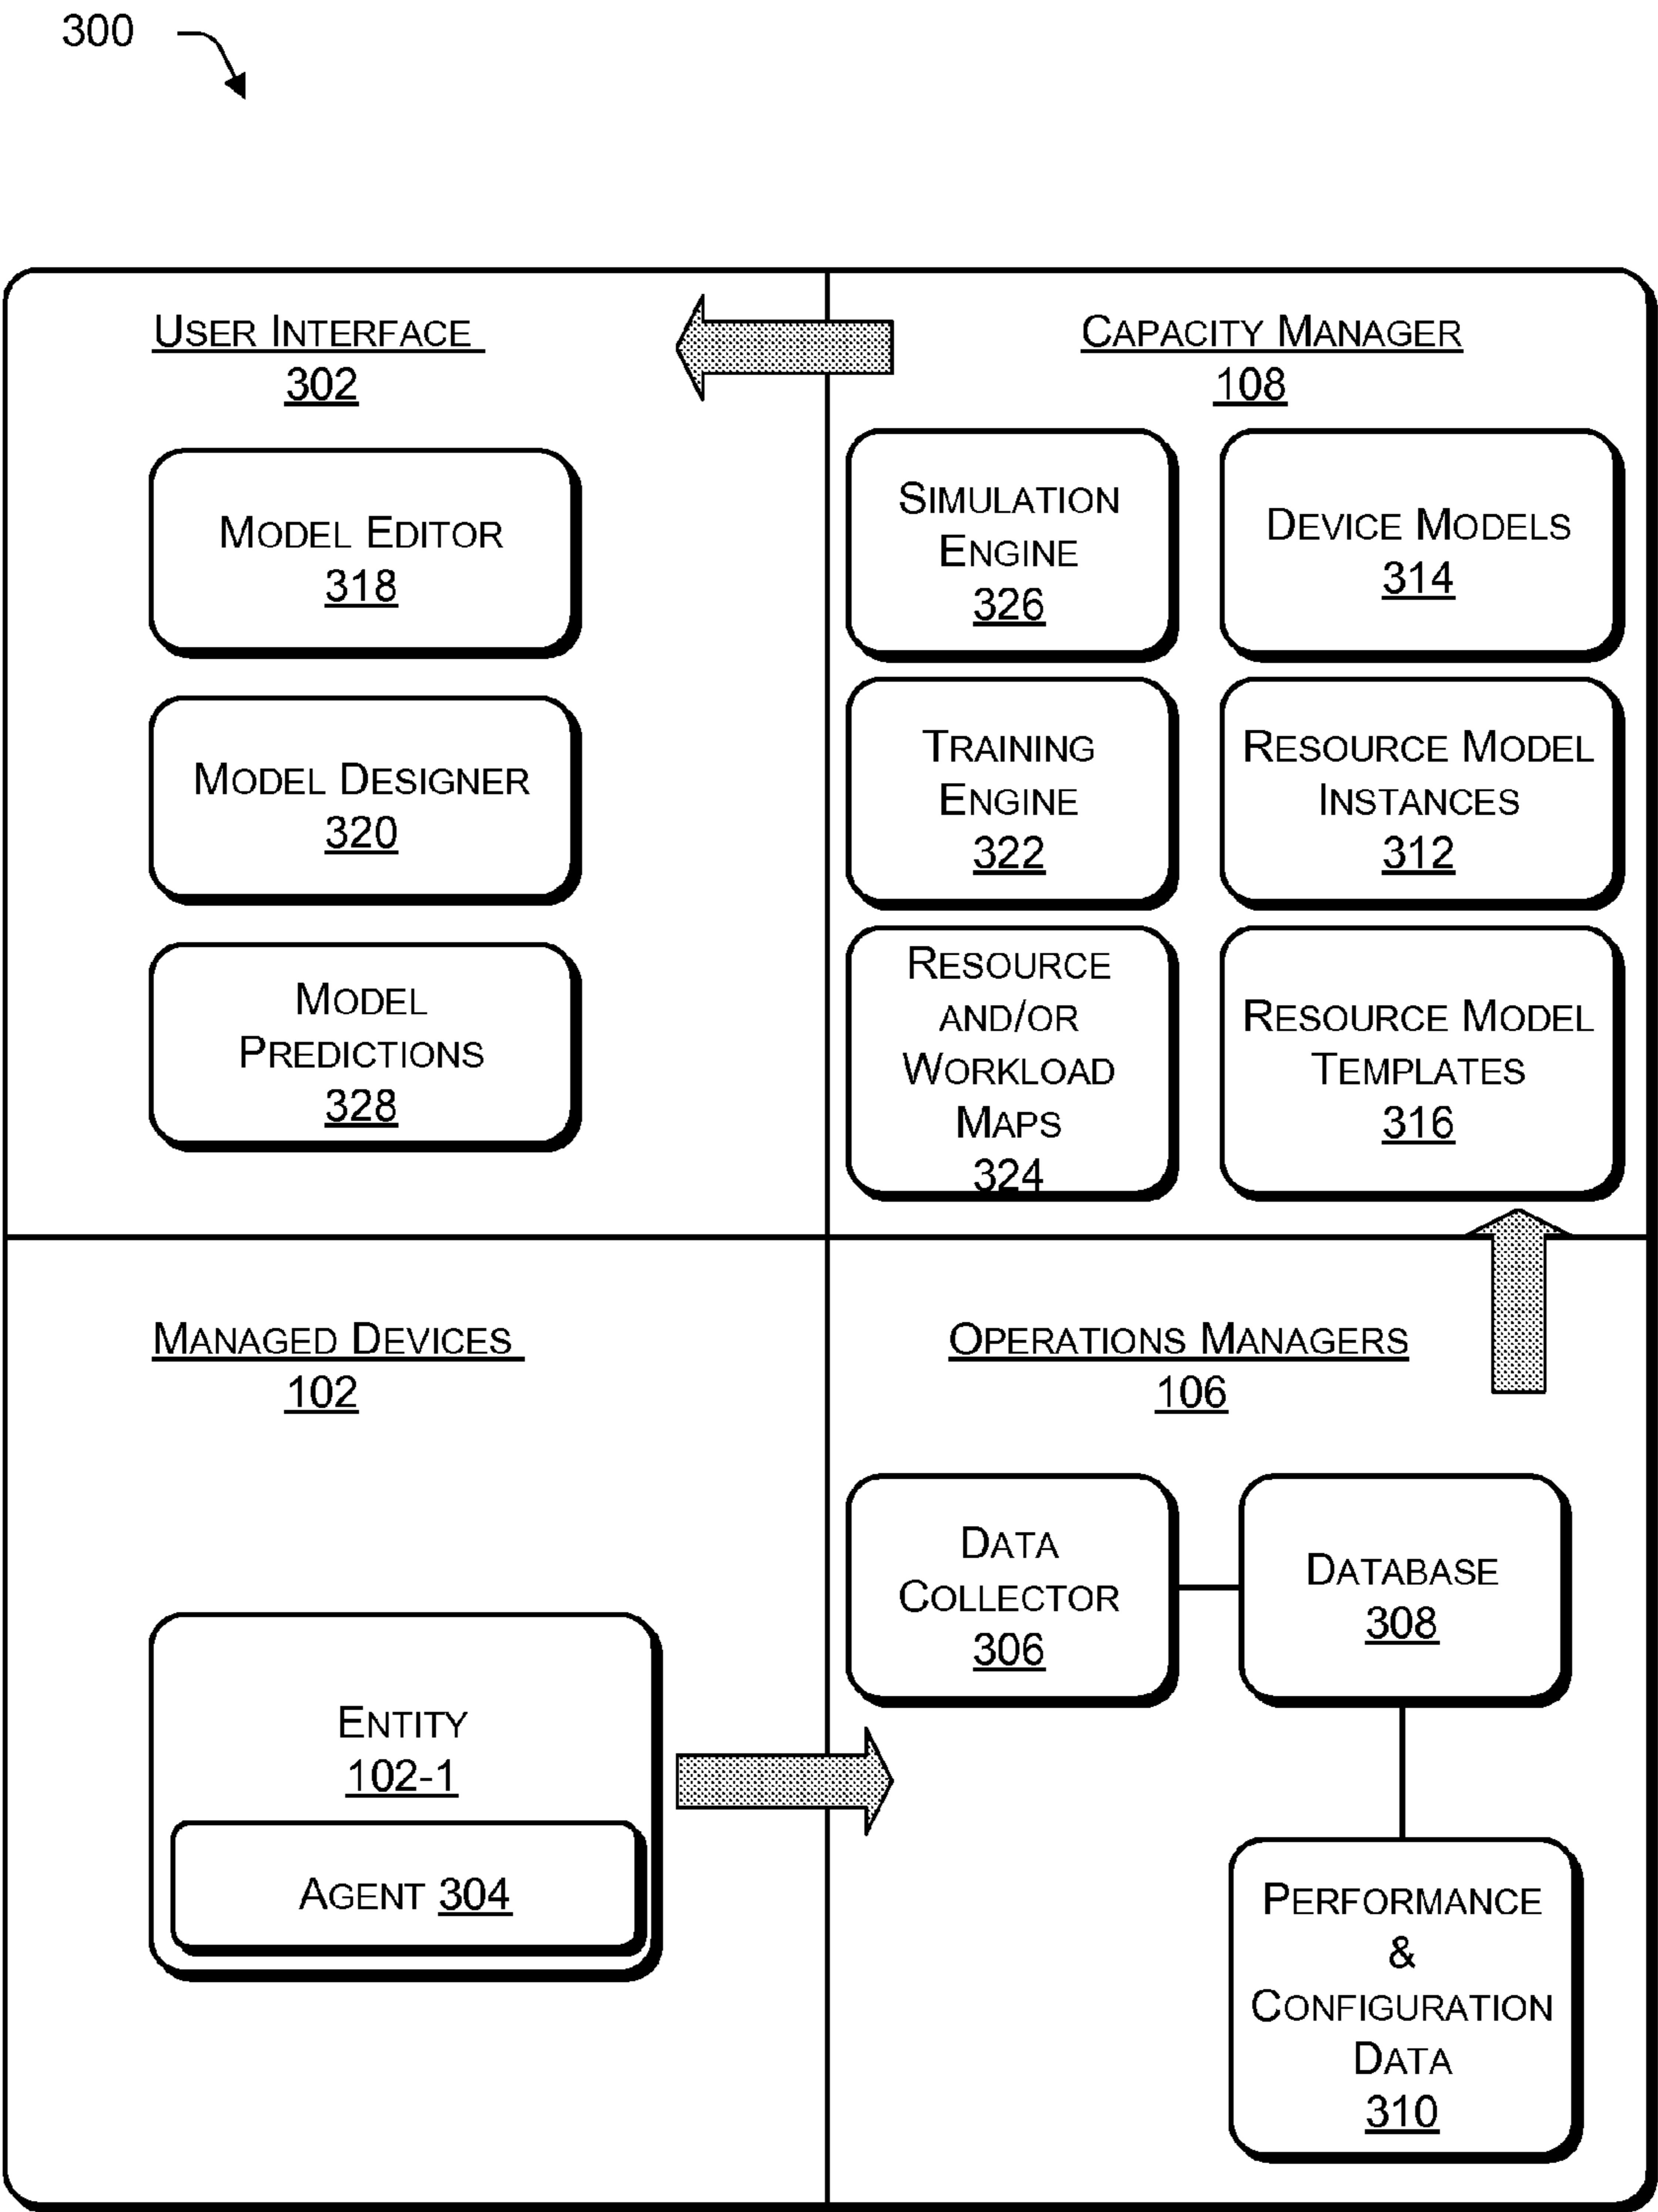 300
USER INTERFACE
302
MODEL EDITOR
318
MODEL DESIGNER
320
MODEL
PREDICTIONS
328
CAPACITY MANAGER
108
SIMULATION
ENGINE
326
DEVICE MODELS
314
TRAINING
ENGINE
322
RESOURCE MODEL
INSTANCES
312
RESOURCE
AND/OR
WORKLOAD
MAPS
324
RESOURCE MODEL
TEMPLATES
316
MANAGED DEVICES
102
ENTITY
102-1
AGENT 304
OPERATIONS MANAGERS
106
DATA
COLLECTOR
306
DATABASE
308
PERFORMANCE
&
CONFIGURATION
DATA
310